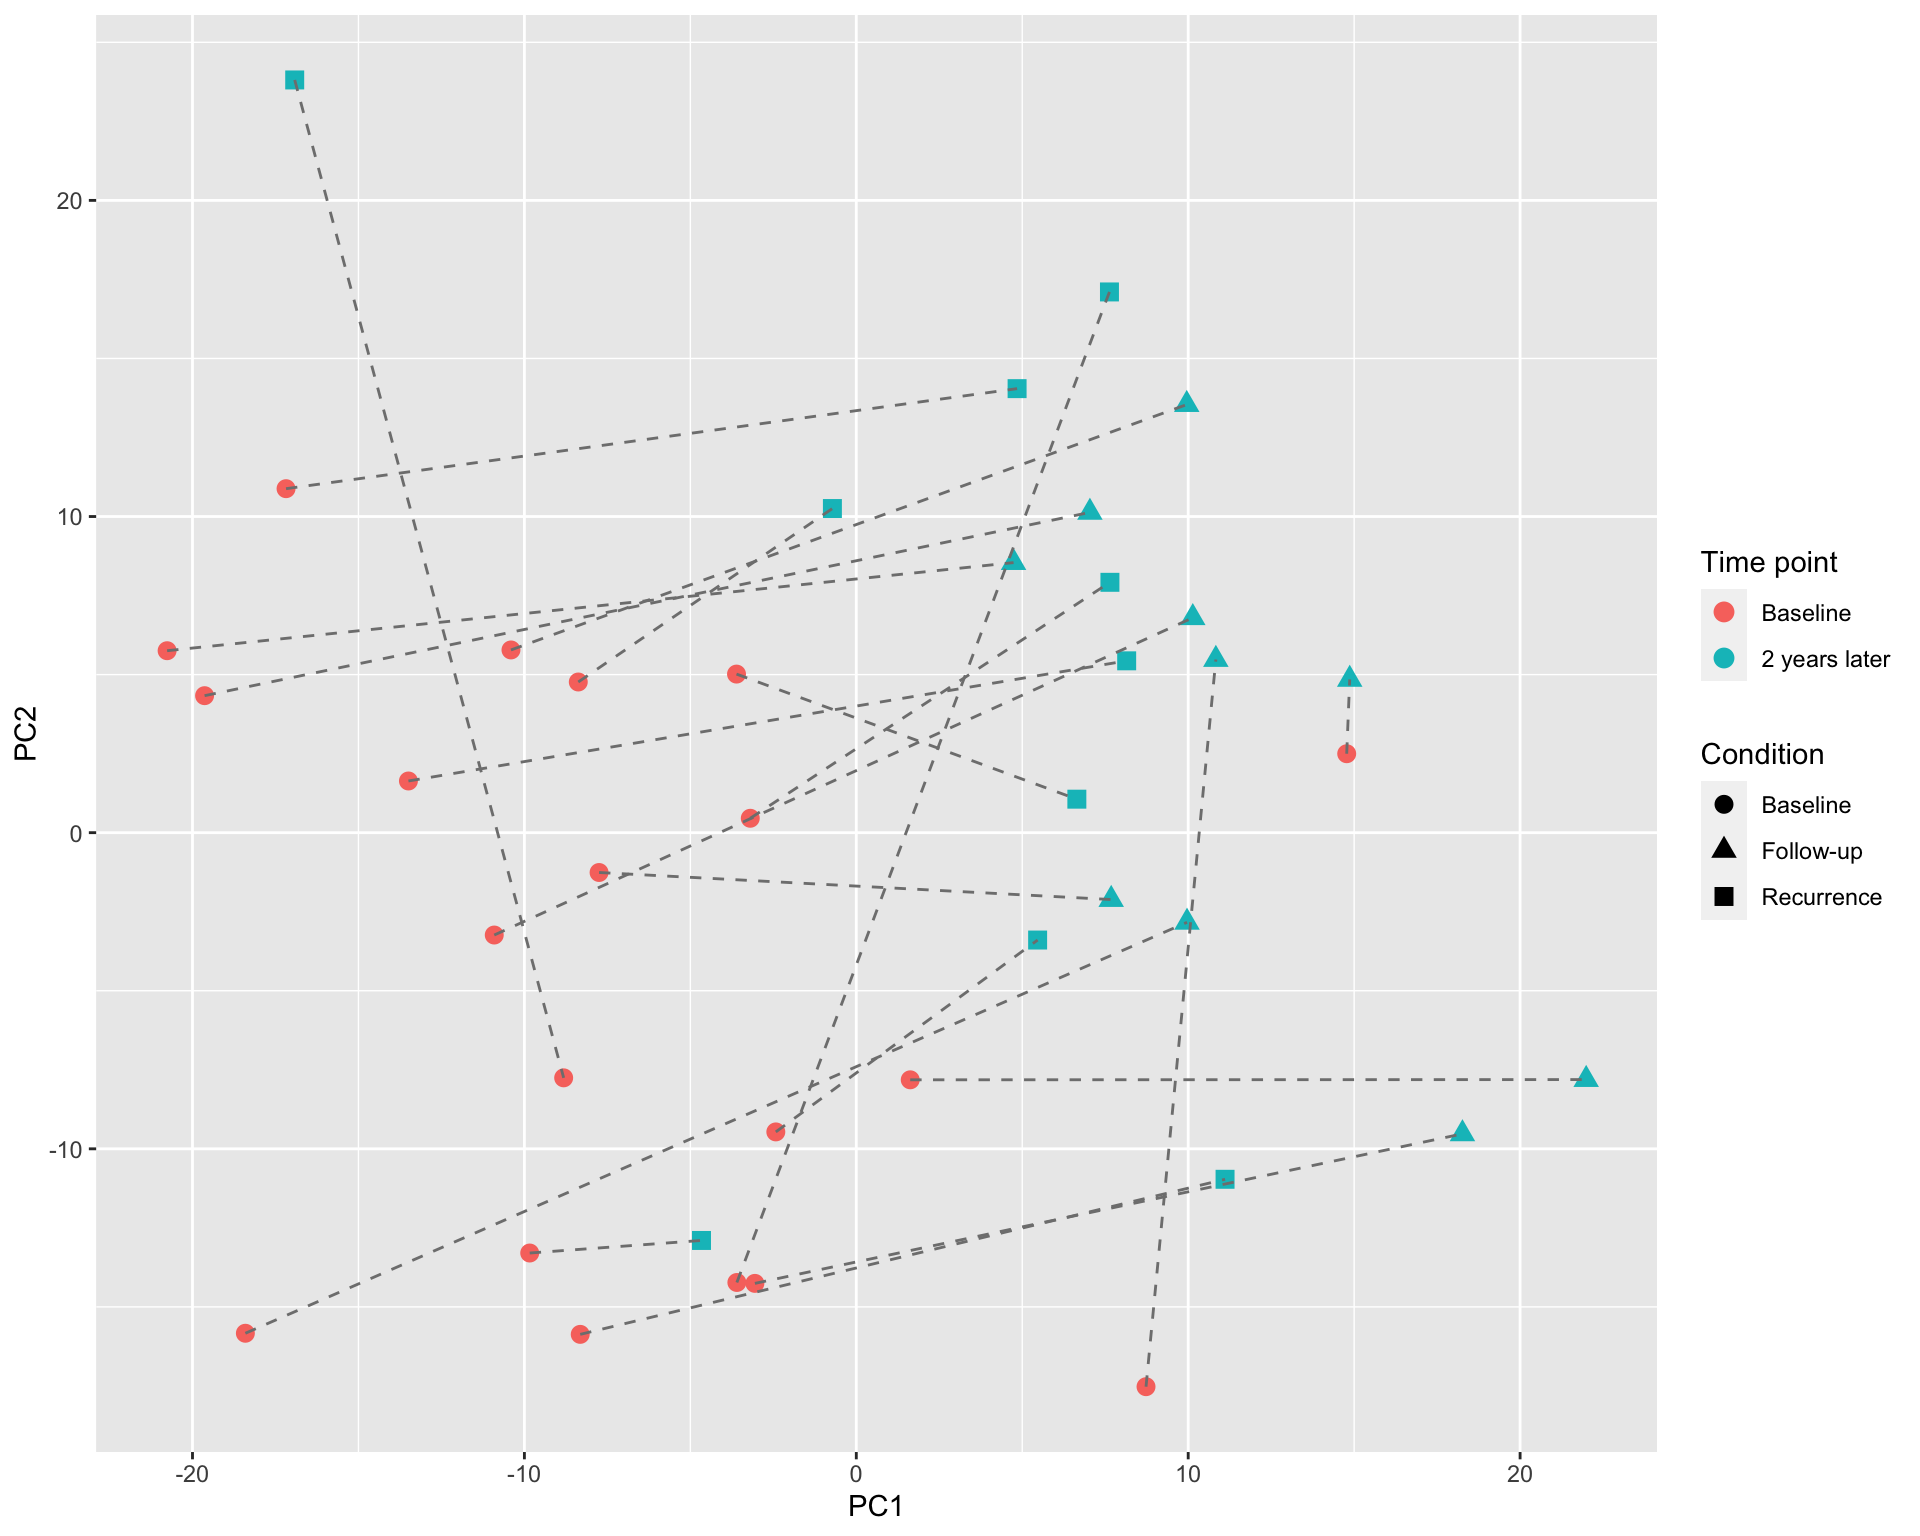 20
10
0
-10
-20
-10
0
10
20
PC1
PC2
Time point
Baseline
2 years later
Condition
Baseline
Follow-up
Recurrence